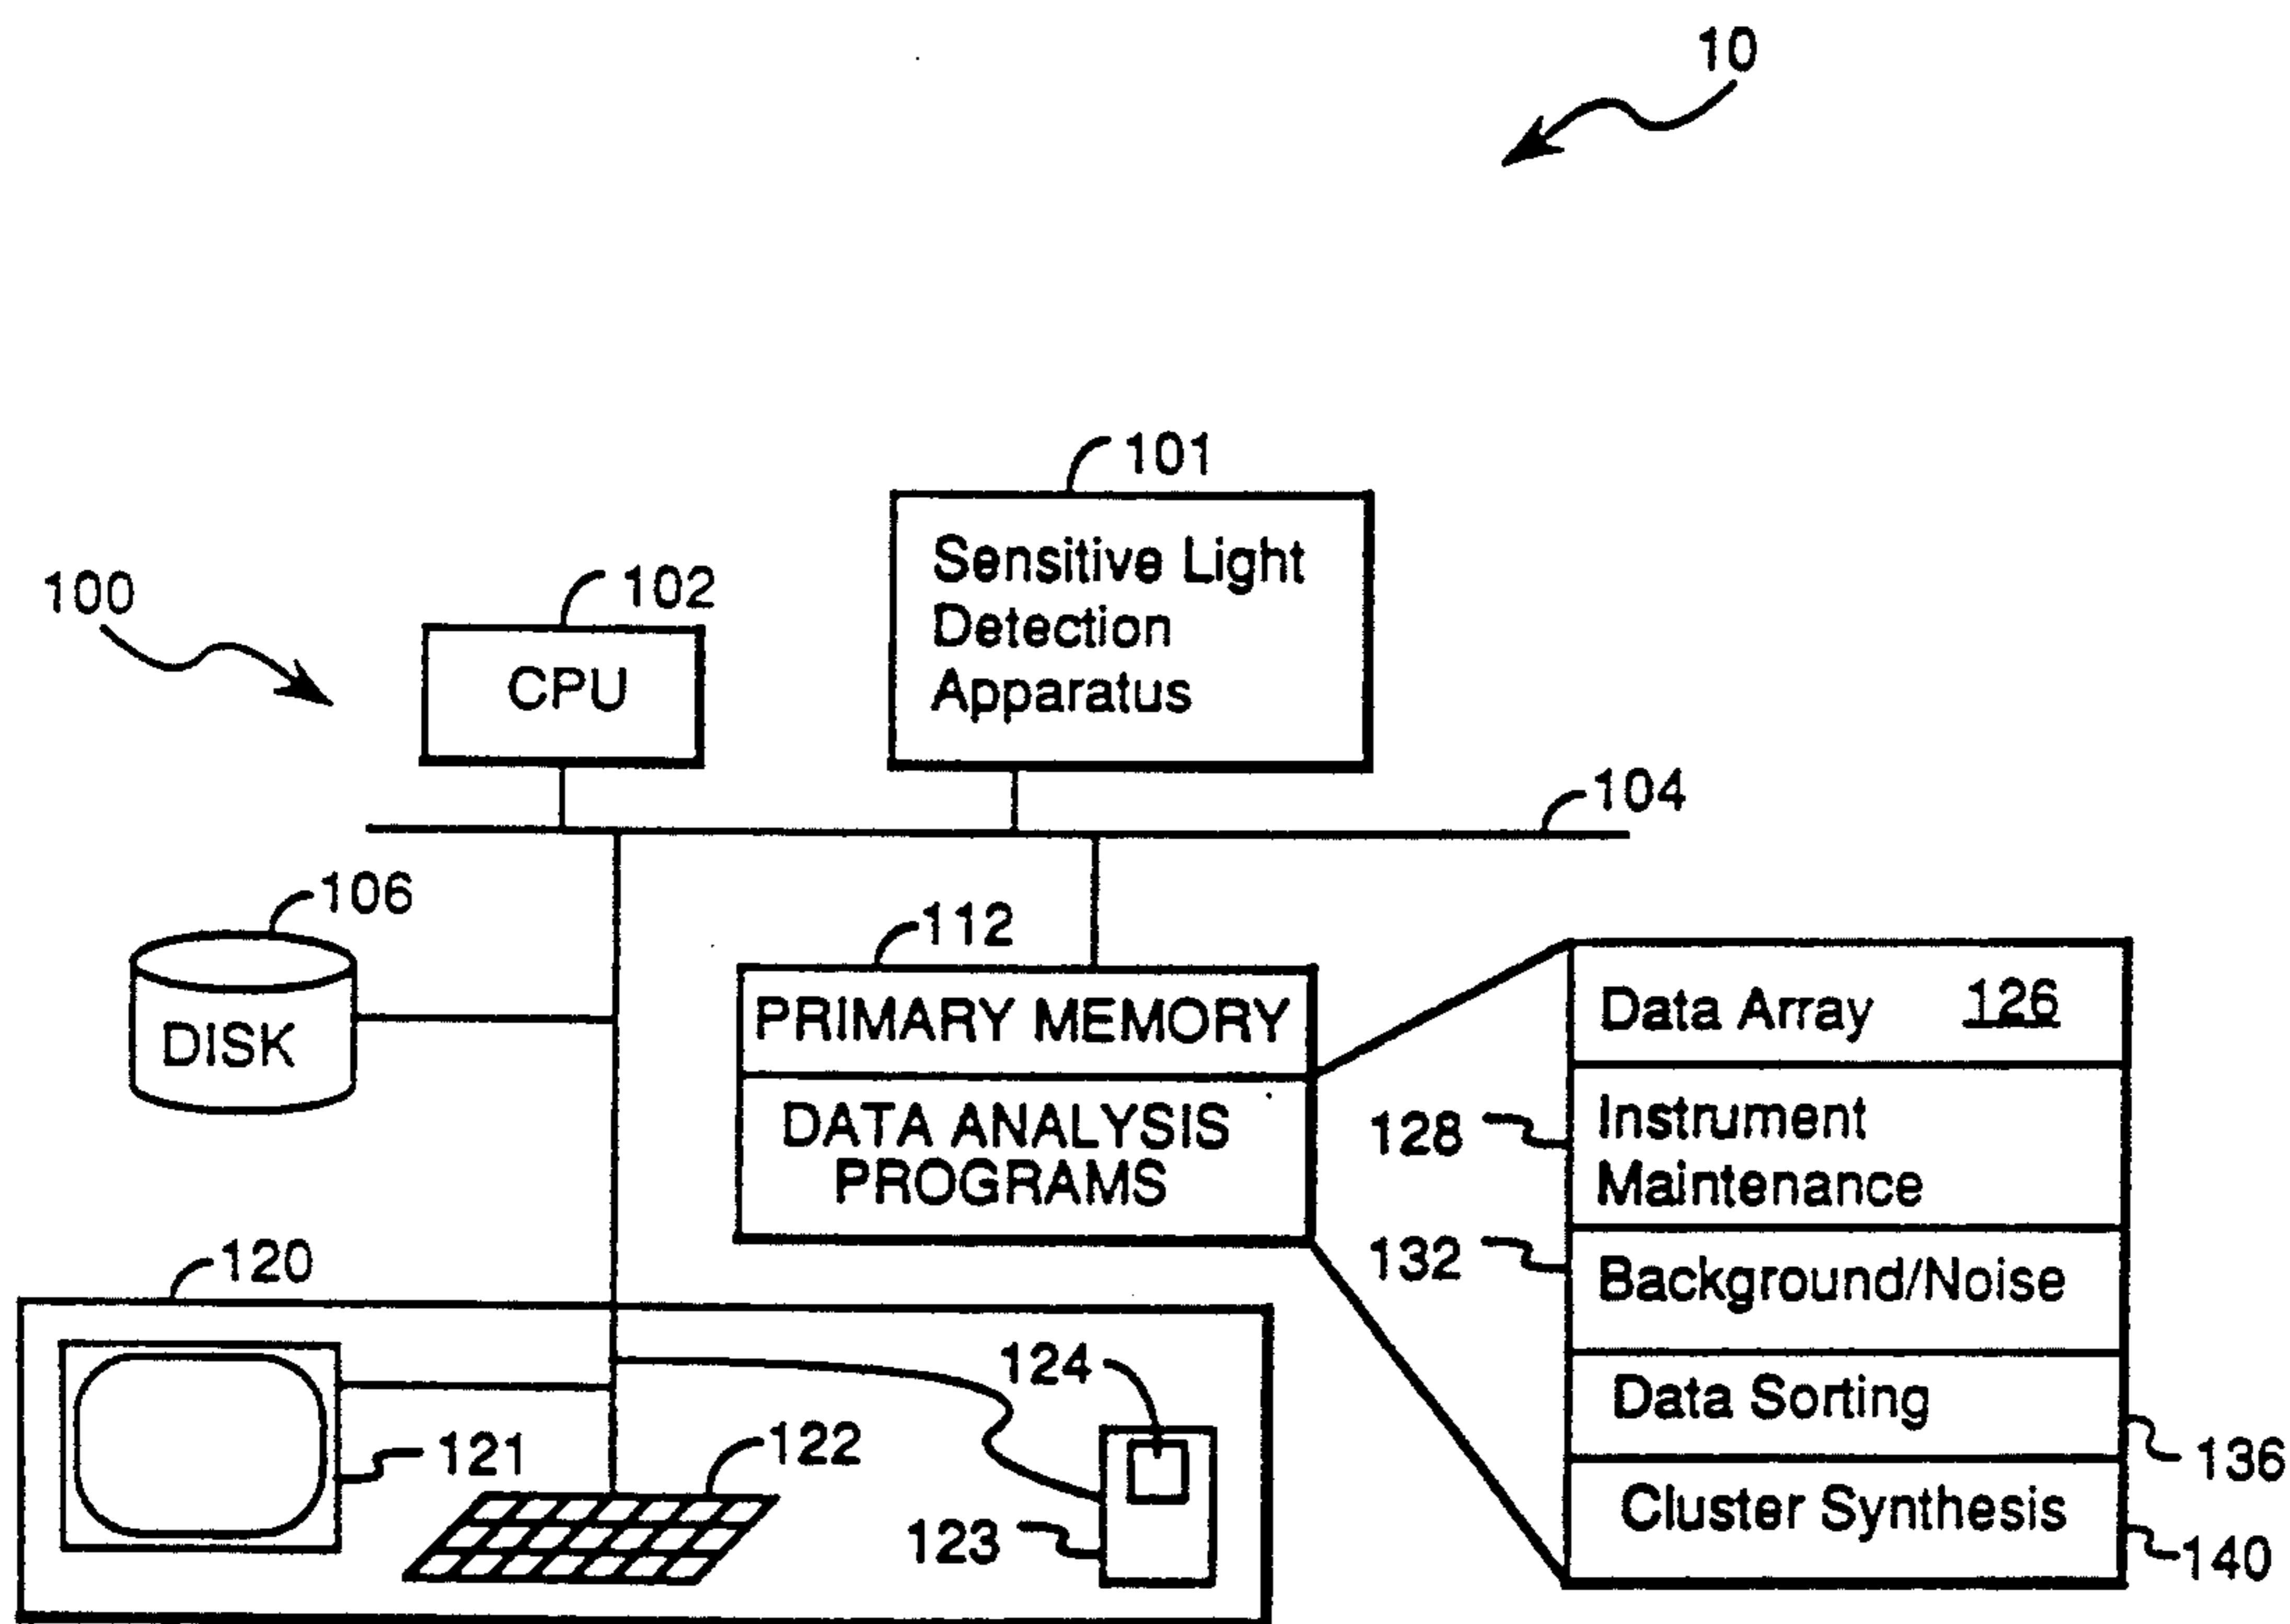 10
101
Sensitive Light
Detection
Apparatus
100
102
CPU
104
106
DISK
112
PRIMARY MEMORY
DATA ANALYSIS
PROGRAMS
Data Array 126
128
Instrument
Maintenance
132
Background/Noise
Data Sorting
136
Cluster Synthesis
140
120
121
122
124
123